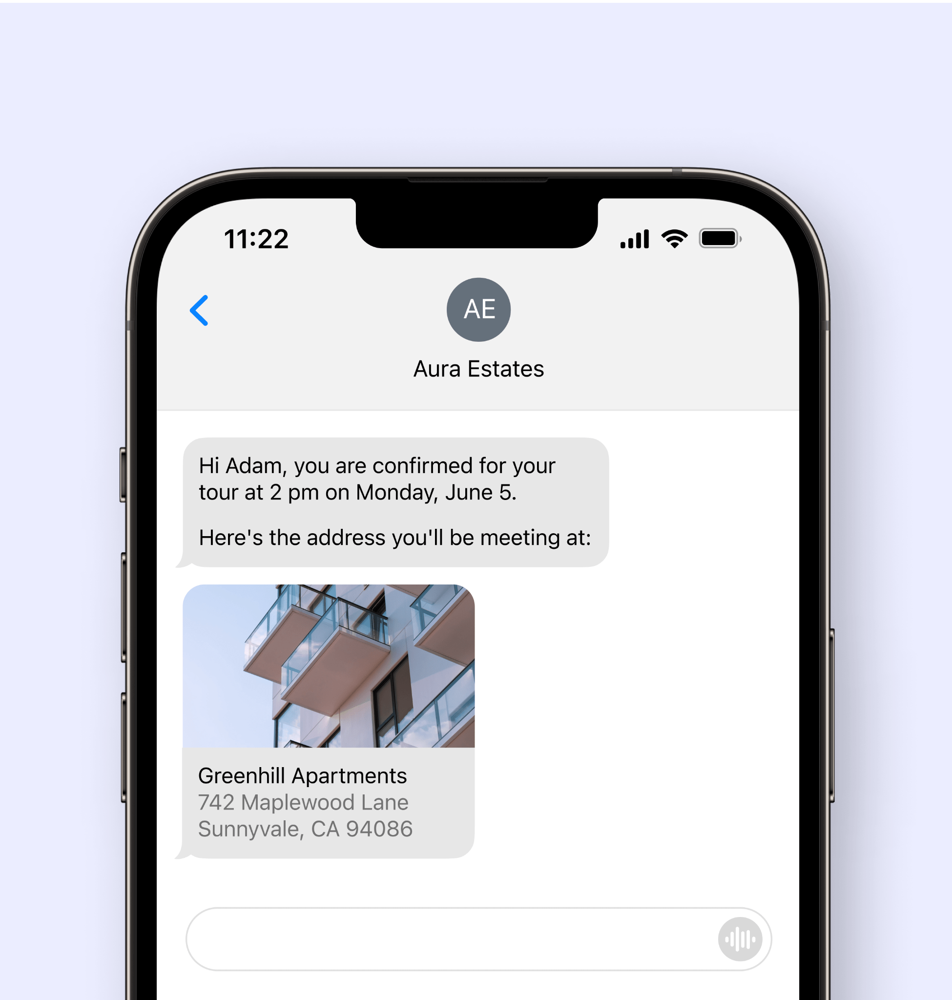 11:22
AE
Aura Estates
Hi Adam, you are confirmed for your
tour at 2 pm on Monday, June 5.
Here's the address you'll be meeting at:
Greenhill Apartments
742 Maplewood Lane
Sunnyvale, CA 94086